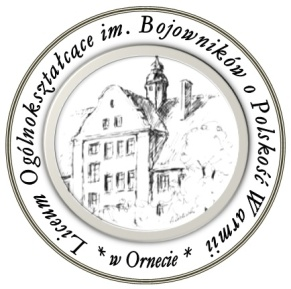 Liceum Ogólnokształcące im. Bojowników o Polskość Warmii
* w Ornecie *